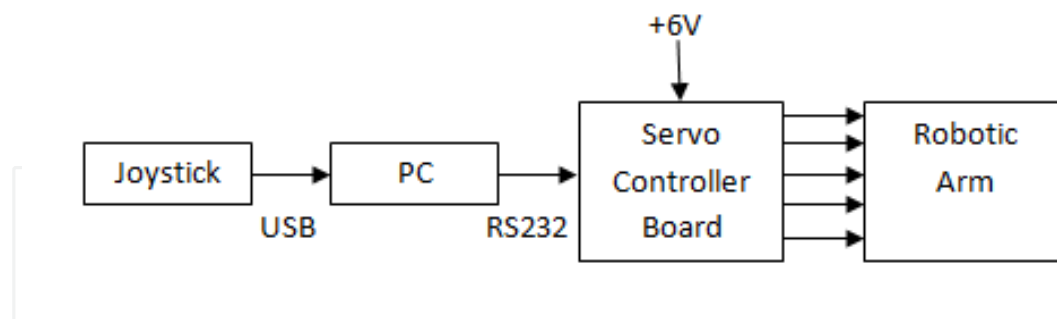 +6V
Joystick
USB
PC
RS232
Servo
Controller
Board
Robotic
Arm